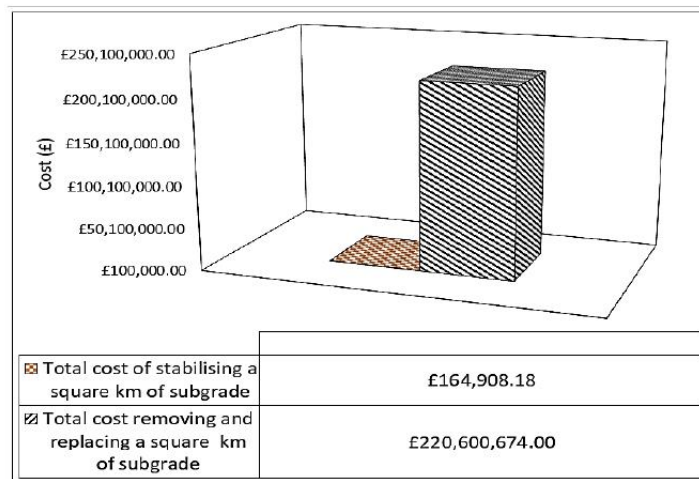 £250,100,000.00
£200,100,000.00
£150,100,000.00
£100,100,000.00
£50,100,000.00
£100,000.00
Cost (£)
Total cost of stabilising a
square km of subgrade
£164,908.18
Total cost removing and
replacing a square km
of subgrade
£220,600,674.00